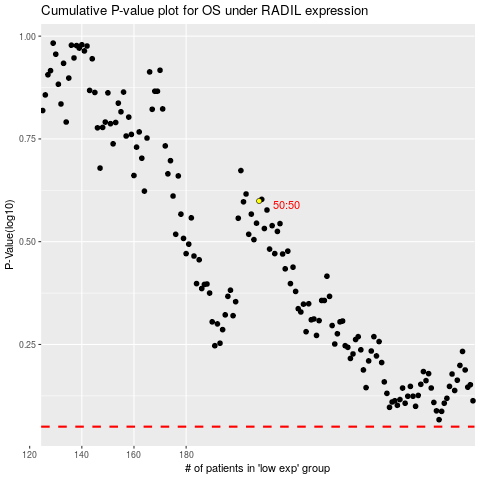 Cumulative P-value plot for OS under RADIL expression
P-Value(log10)
1.00
0.75
0.50
0.25
50:50
120 140 160 180
# of patients in 'low exp' group